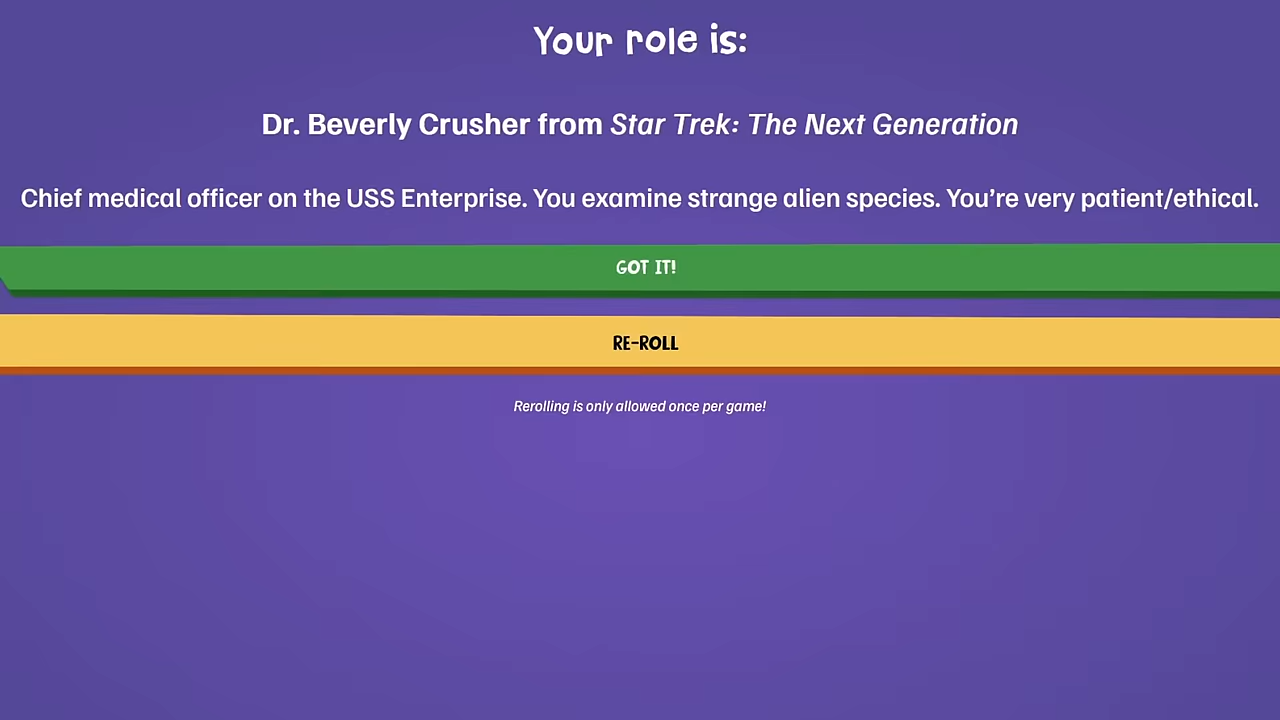 Your role is:
Dr. Beverly Crusher from Star Trek: The Next Generation
Chief medical officer on the USS Enterprise. You examine strange alien species. You’re very patient/ethical.
GOT IT!
RE-ROLL
Rerolling is only allowed once per game!